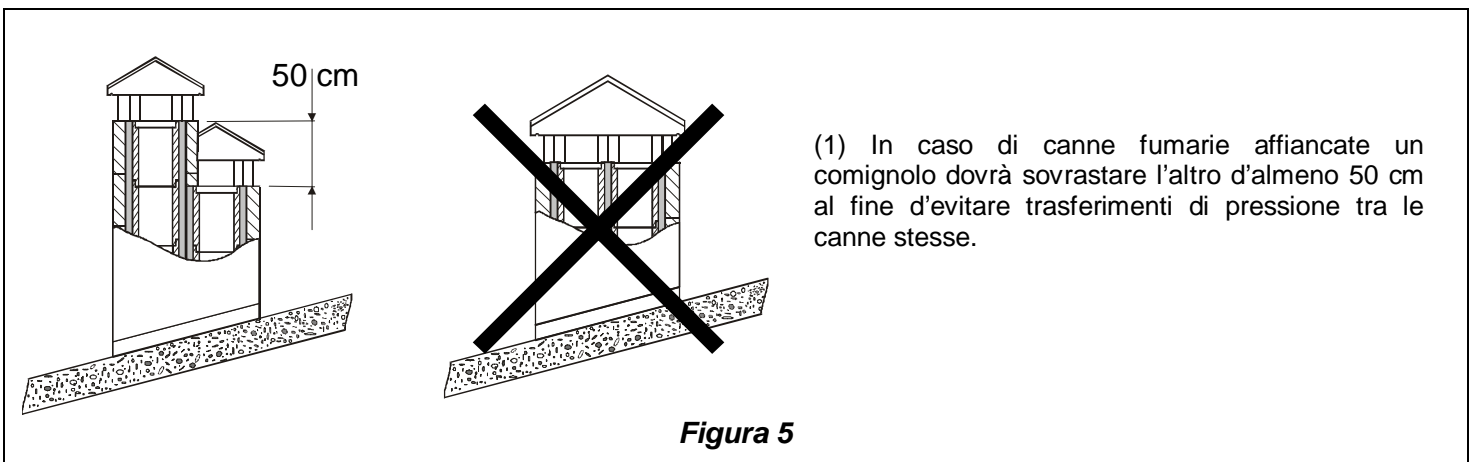 50 cm
(1) In caso di canne fumarie affiancate un
comignolo dovrà sovrastare l’altro d’almeno 50 cm
al fine d’evitare trasferimenti di pressione tra le
canne stesse.
Figura 5